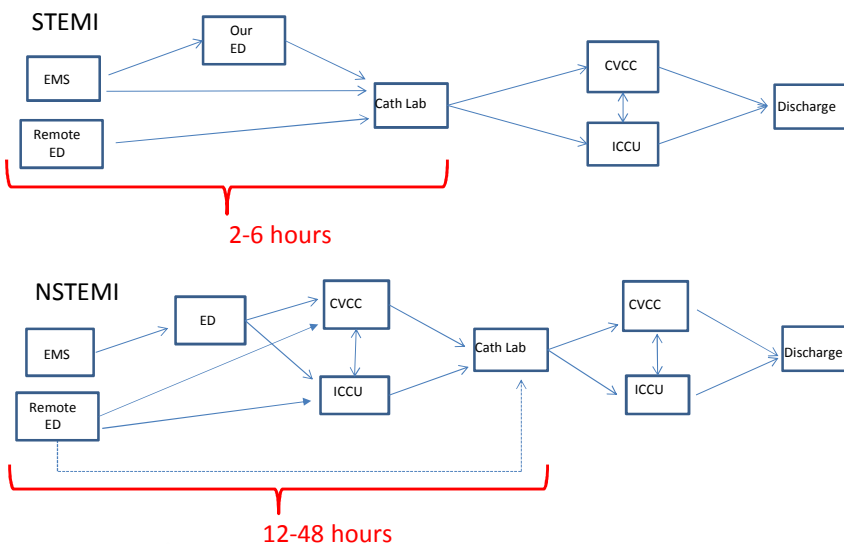 STEMI
Our
ED
EMS
Remote
ED
Cath Lab
CVCC
ICCU
Discharge
2-6 hours
NSTEMI
EMS
ED
Remote
ED
CVCC
ICCU
Cath Lab
CVCC
ICCU
Discharge
12-48 hours